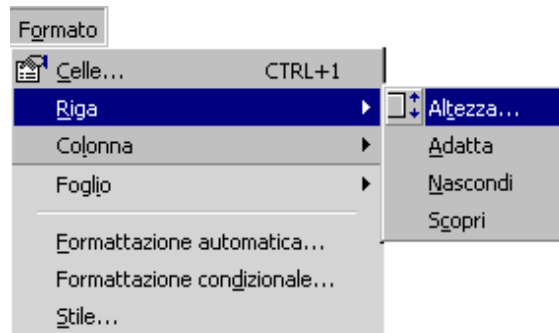 Formato
Celle... CTRL+1
Riga
Altezza...
Colonna
Adatta
Foglio
Nascondi
Scopri
Formattazione automatica...
Formattazione condizionale...
Stile...